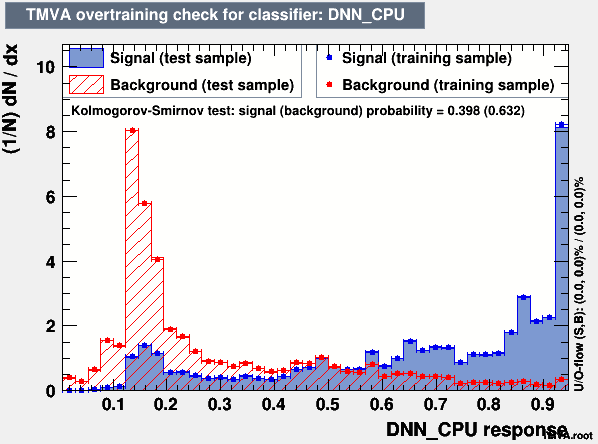 TMVA overtraining check for classifier: DNN_CPU
(1/N) dN / dx
Signal (test sample)
Signal (training sample)
Background (test sample)
Background (training sample)
Kolmogorov-Smirnov test: signal (background) probability = 0.398 (0.632)
10
8
6
4
2
0
0.1 0.2 0.3 0.4 0.5 0.6 0.7 0.8 0.9
U/O-flow (S,B): (0.0, 0.0)% / (0.0, 0.0)%
DNN_CPU response
TMVA.root